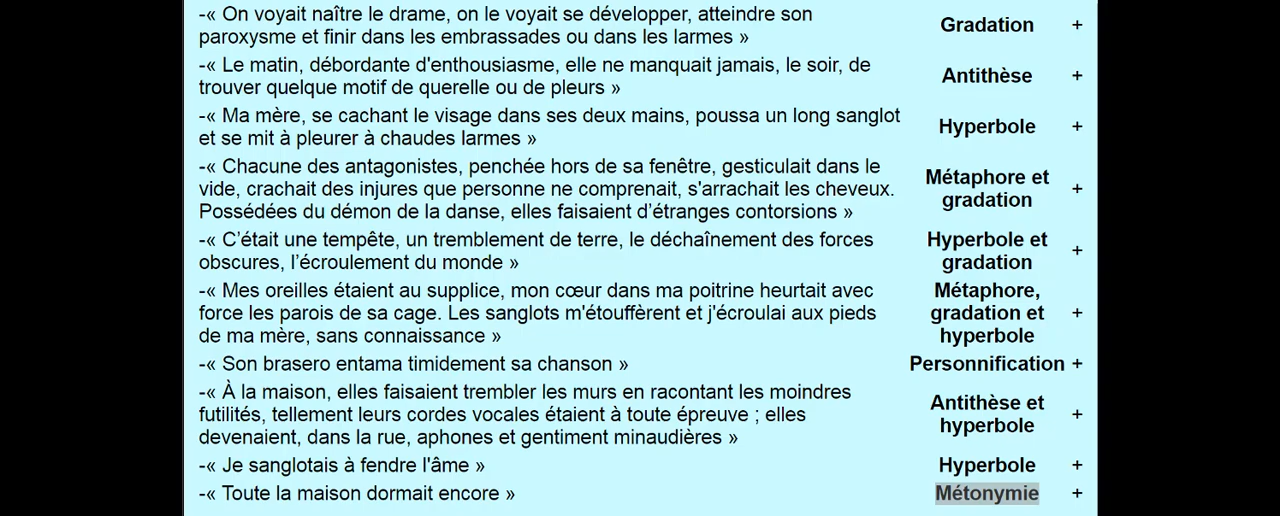 -« On voyait naître le drame, on le voyait se développer, atteindre son
paroxysme et finir dans les embrassades ou dans les larmes »
Gradation +
-« Le matin, débordante d'enthousiasme, elle ne manquait jamais, le soir, de
trouver quelque motif de querelle ou de pleurs »
Antithèse +
-« Ma mère, se cachant le visage dans ses deux mains, poussa un long sanglot
et se mit à pleurer à chaudes larmes »
Hyperbole +
-« Chacune des antagonistes, penchée hors de sa fenêtre, gesticulait dans le
vide, crachait des injures que personne ne comprenait, s'arrachait les cheveux.
Possédées du démon de la danse, elles faisaient d’étranges contorsions »
Métaphore et
gradation +
-« C’était une tempête, un tremblement de terre, le déchaînement des forces
obscures, l’écroulement du monde »
Hyperbole et
gradation +
-« Mes oreilles étaient au supplice, mon cœur dans ma poitrine heurtait avec
force les parois de sa cage. Les sanglots m'étouffèrent et j'écroulai aux pieds
de ma mère, sans connaissance »
Métaphore,
gradation et +
hyperbole
-« Son brasero entama timidement sa chanson »
Personnification +
-« À la maison, elles faisaient trembler les murs en racontant les moindres
futilités, tellement leurs cordes vocales étaient à toute épreuve ; elles
devenaient, dans la rue, aphones et gentiment minaudières »
Antithèse et
hyperbole +
-« Je sanglotais à fendre l'âme »
Hyperbole +
-« Toute la maison dormait encore »
Métonymie +